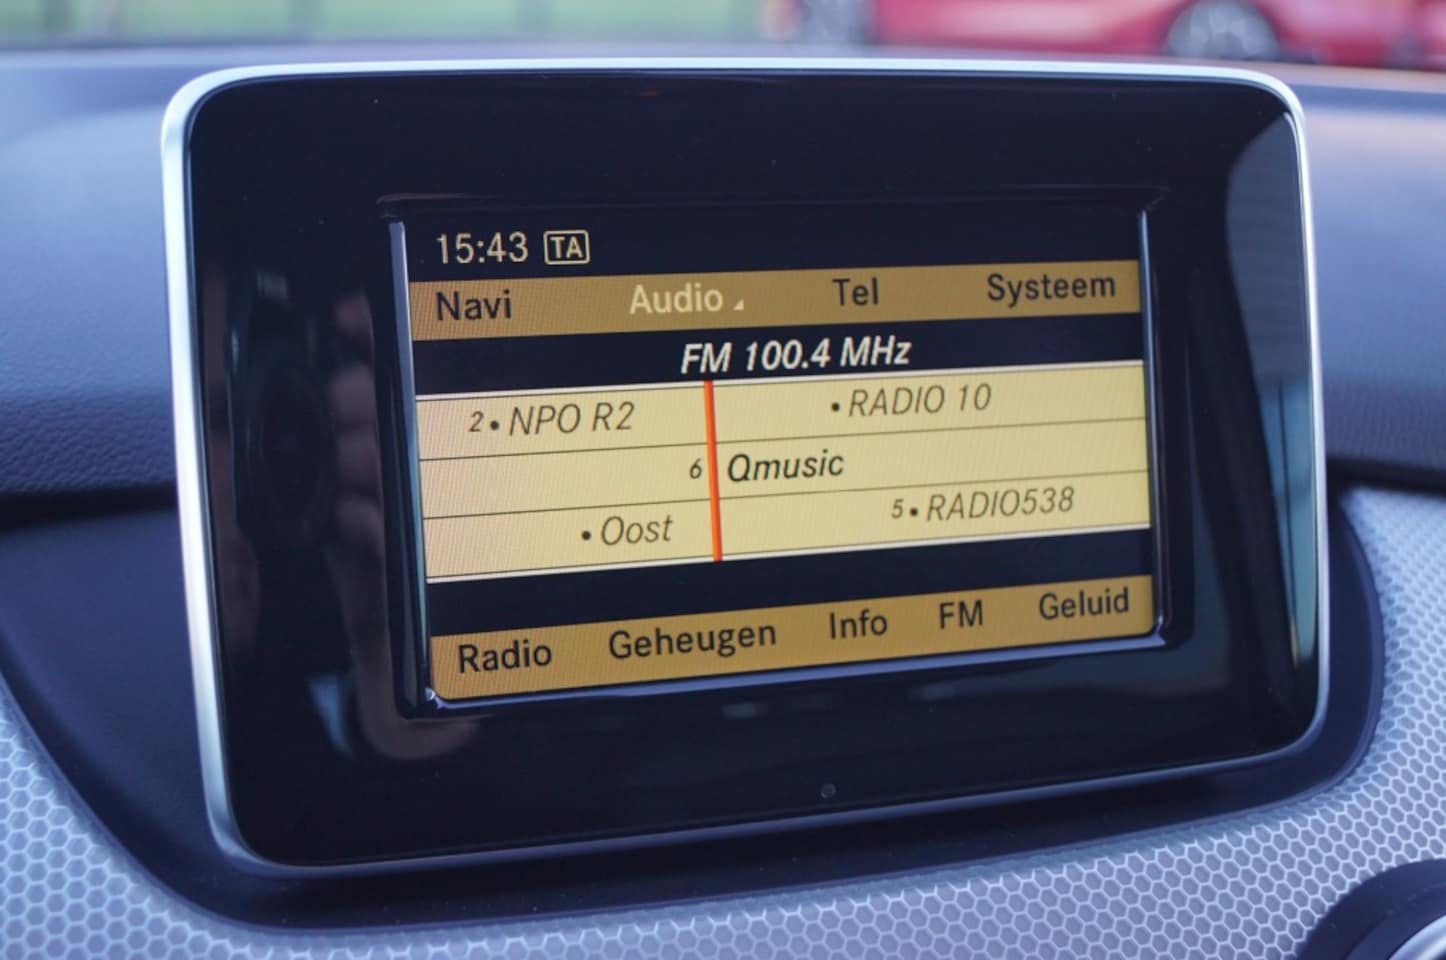 15:43 TA
Navi Audio Tel Systeem
FM 100.4 MHz
2• NPO R2 • RADIO 10
6 Qmusic
• Oost 5• RADIO538
Radio Geheugen Info FM Geluid